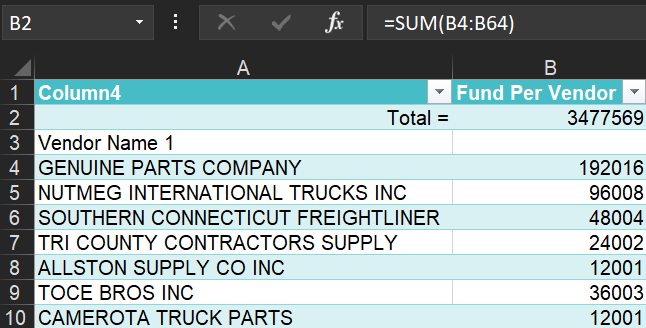 B2 fx =SUM(B4:B64)
A B
1 Column4 Fund Per Vendor
2 Total = 3477569
3 Vendor Name 1
4 GENUINE PARTS COMPANY 192016
5 NUTMEG INTERNATIONAL TRUCKS INC 96008
6 SOUTHERN CONNECTICUT FREIGHTLINER 48004
7 TRI COUNTY CONTRACTORS SUPPLY 24002
8 ALLSTON SUPPLY CO INC 12001
9 TOCE BROS INC 36003
10 CAMEROTA TRUCK PARTS 12001